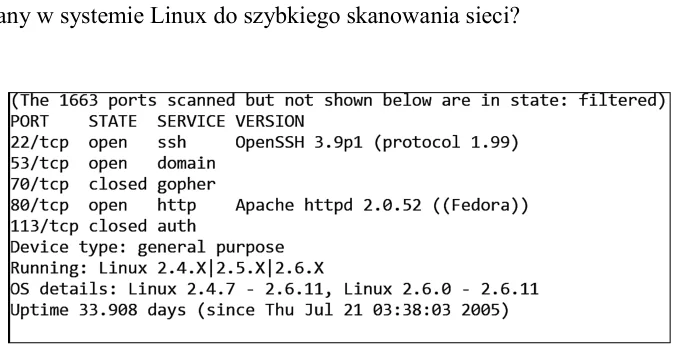 any w systemie Linux do szybkiego skanowania sieci?
(The 1663 ports scanned but not shown below are in state: filtered)
PORT STATE SERVICE VERSION
22/tcp open ssh OpenSSH 3.9p1 (protocol 1.99)
53/tcp open domain
70/tcp closed gopher
80/tcp open http Apache httpd 2.0.52 ((Fedora))
113/tcp closed auth
Device type: general purpose
Running: Linux 2.4.X|2.5.X|2.6.X
OS details: Linux 2.4.7 - 2.6.11, Linux 2.6.0 - 2.6.11
Uptime 33.908 days (since Thu Jul 21 03:38:03 2005)